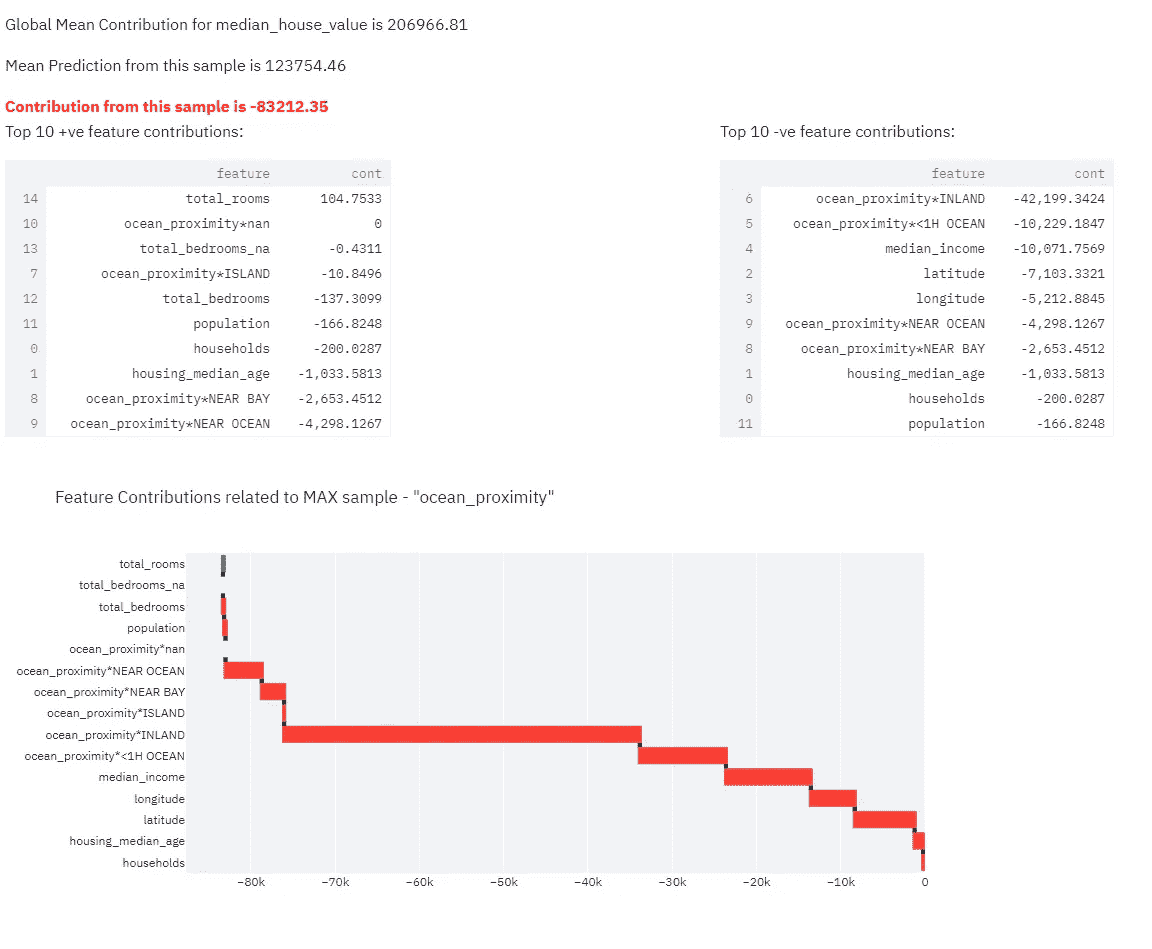 Global Mean Contribution for median_house_value is 206966.81
Mean Prediction from this sample is 123754.46
Contribution from this sample is -83212.35
Top 10 +ve feature contributions:
feature cont
14 total_rooms 104.7533
10 ocean_proximity*nan 0
13 total_bedrooms_na -0.4311
7 ocean_proximity*ISLAND -10.8496
12 total_bedrooms -137.3099
11 population -166.8248
0 households -200.0287
1 housing_median_age -1,033.5813
8 ocean_proximity*NEAR BAY -2,653.4512
9 ocean_proximity*NEAR OCEAN -4,298.1267
Top 10 -ve feature contributions:
feature cont
6 ocean_proximity*INLAND -42,199.3424
5 ocean_proximity*<1H OCEAN -10,229.1847
4 median_income -10,071.7569
2 latitude -7,103.3321
3 longitude -5,212.8845
9 ocean_proximity*NEAR OCEAN -4,298.1267
8 ocean_proximity*NEAR BAY -2,653.4512
1 housing_median_age -1,033.5813
0 households -200.0287
11 population -166.8248
Feature Contributions related to MAX sample - "ocean_proximity"
total_rooms
total_bedrooms_na
total_bedrooms
population
ocean_proximity*nan
ocean_proximity*NEAR OCEAN
ocean_proximity*NEAR BAY
ocean_proximity*ISLAND
ocean_proximity*INLAND
ocean_proximity*<1H OCEAN
median_income
longitude
latitude
housing_median_age
households
−80k −70k −60k −50k −40k −30k −20k −10k 0